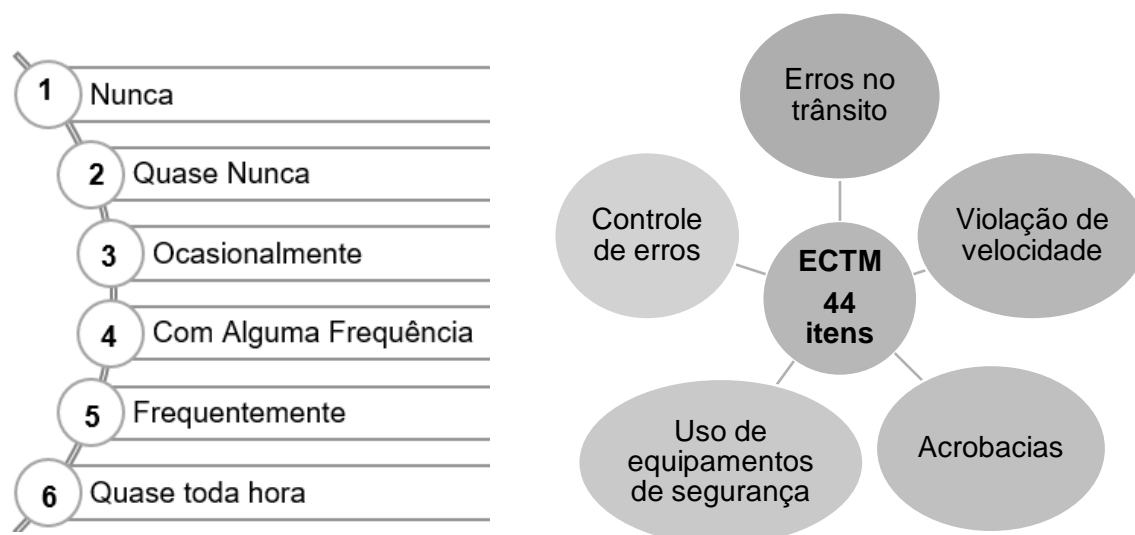 1
Nunca
2
Quase Nunca
3
Ocasionalmente
4
Com Alguma Frequência
5
Frequentemente
6
Quase toda hora
Erros no
trânsito
Controle
de erros
Violação de
velocidade
ECTM
44
itens
Uso de
equipamentos
de segurança
Acrobacias